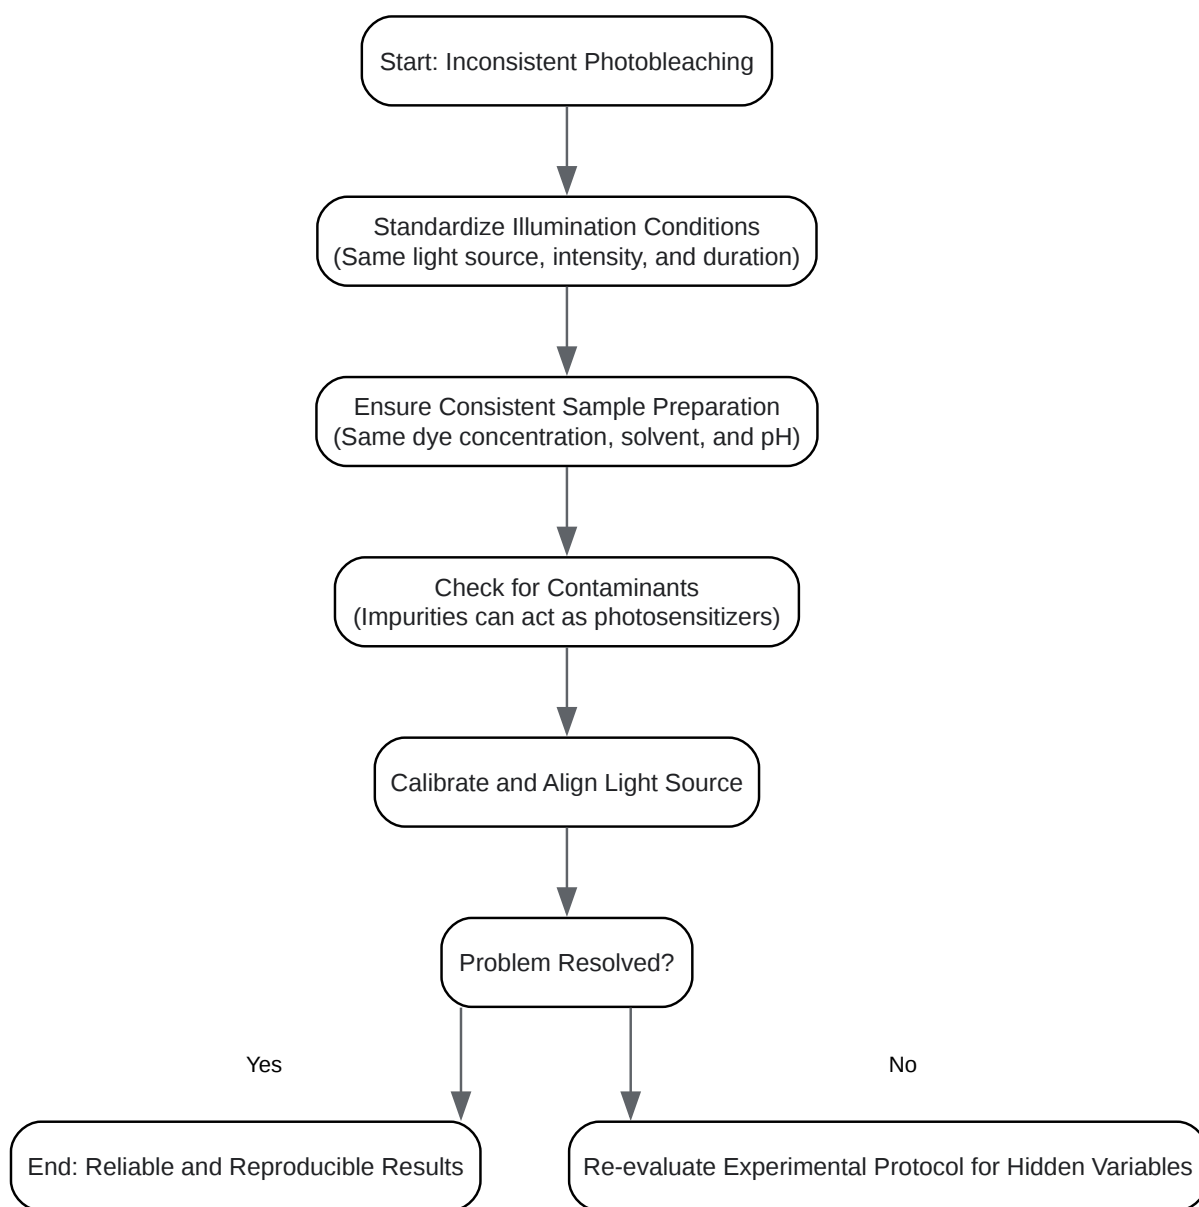 Start: Inconsistent Photobleaching
Standardize Illumination Conditions
(Same light source, intensity, and duration)
Ensure Consistent Sample Preparation
(Same dye concentration, solvent, and pH)
Check for Contaminants
(Impurities can act as photosensitizers)
Calibrate and Align Light Source
Problem Resolved?
Yes
No
End: Reliable and Reproducible Results
Re-evaluate Experimental Protocol for Hidden Variables